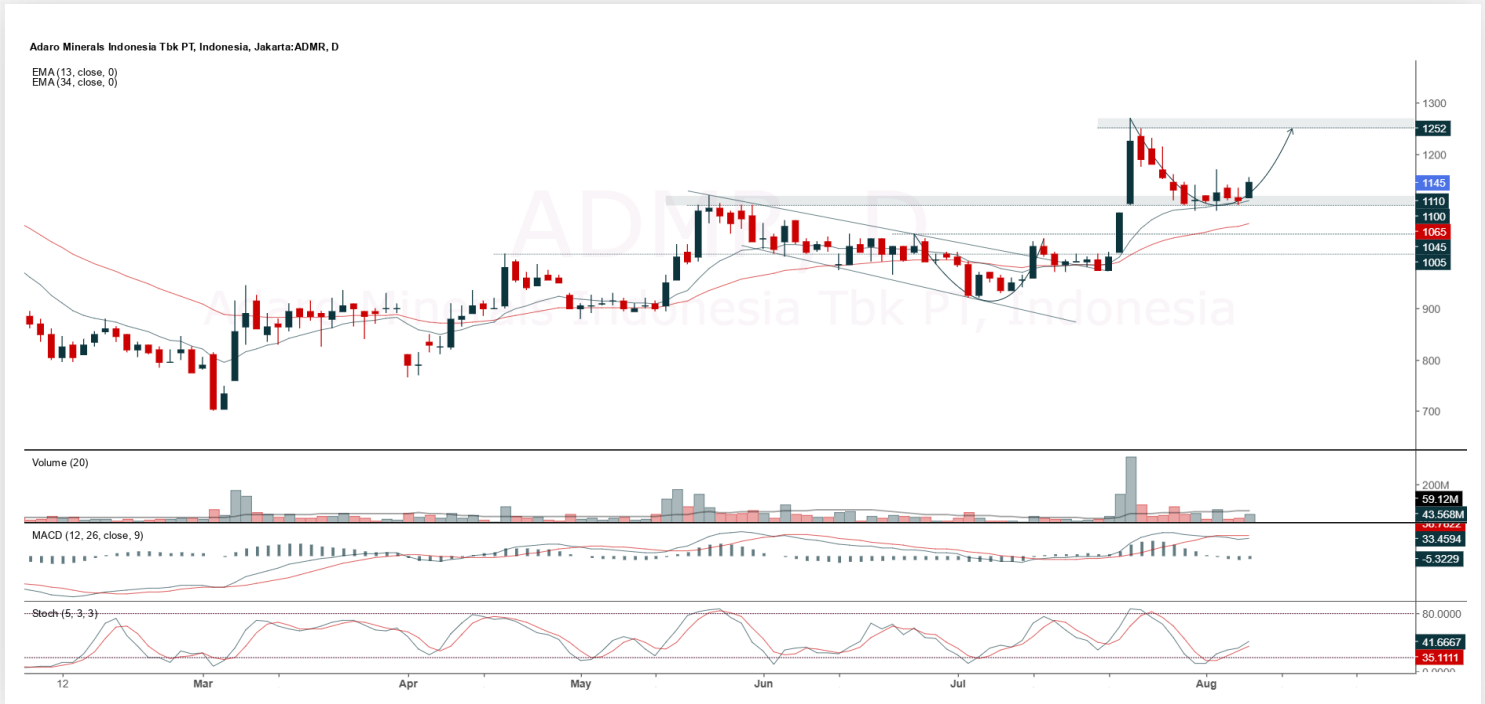 Adaro Minerals Indonesia Tbk PT, Indonesia, Jakarta:ADMR, D
EMA (13, close, 0)
EMA (34, close, 0)
ADMR, D
Adaro Minerals Indonesia Tbk PT, Indonesia
1300
1252
1200
1145
1110
1100
1065
1045
1005
900
800
700
Volume (20)
200M
59.12M
43.568M
MACD (12, 26, close, 9)
33.4594
-5.3229
Stoch (5, 3, 3)
80.0000
41.6667
35.1111
12 Mar Apr May Jun Jul Aug